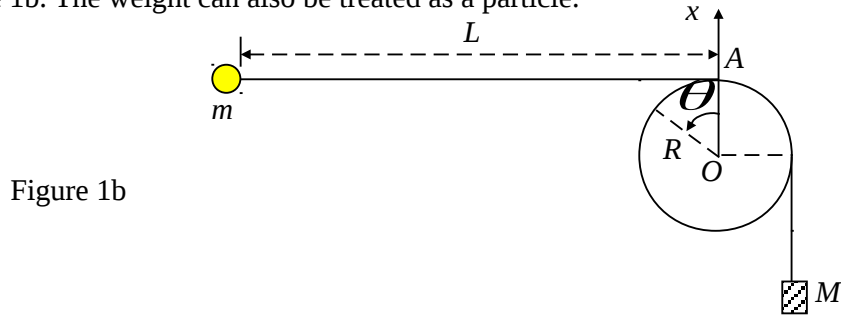 1b. The weight can also be treated as a particle.
x
L
A
m
θ
R
O
Figure 1b
M